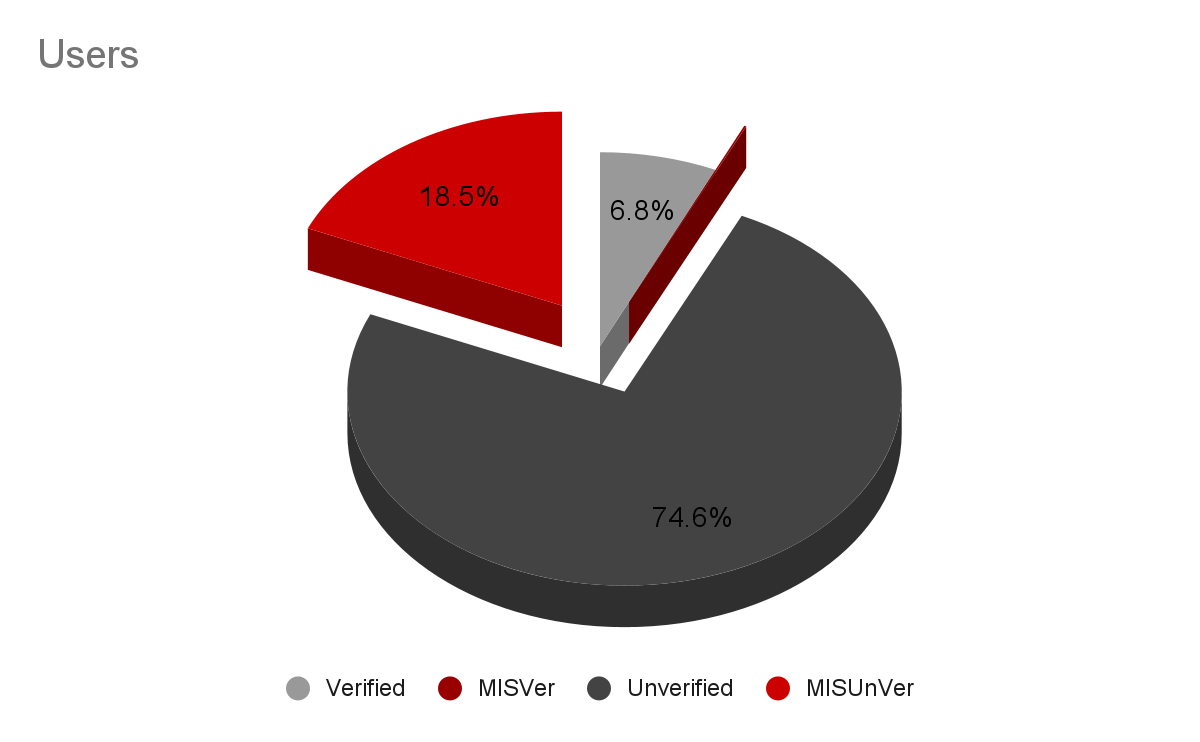 Users
18.5%
6.8%
74.6%
Verified
MISVer
Unverified
MISUnVer